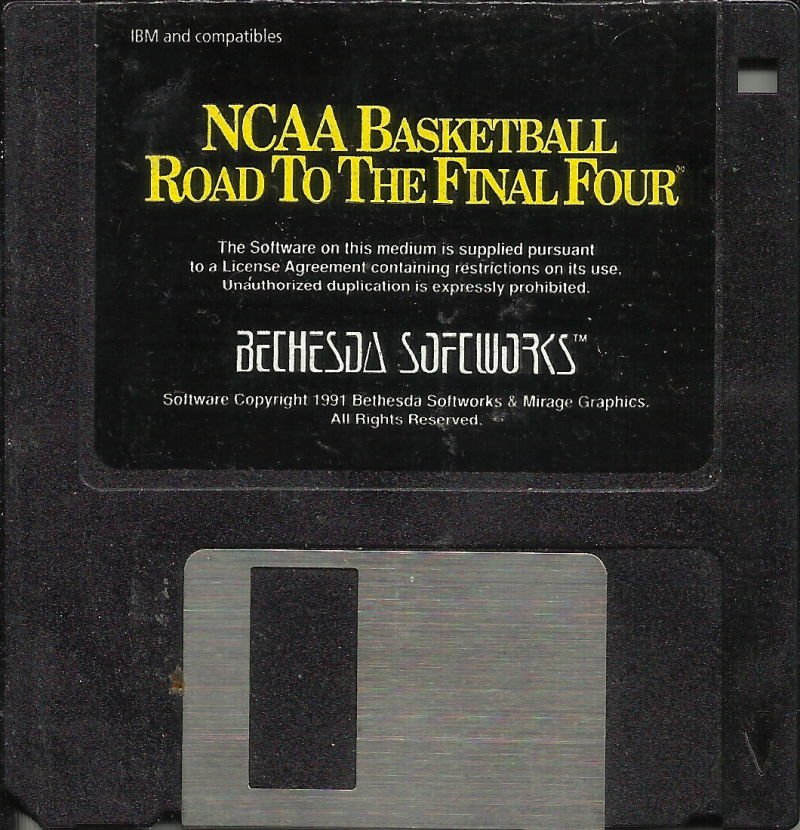 IBM and compatibles
NCAA BASKETBALL
ROAD TO THE FINAL FOUR®
The Software on this medium is supplied pursuant
to a License Agreement containing restrictions on its use.
Unauthorized duplication is expressly prohibited.
BETHESDA SOFTWORKS™
Software Copyright 1991 Bethesda Softworks & Mirage Graphics.
All Rights Reserved.